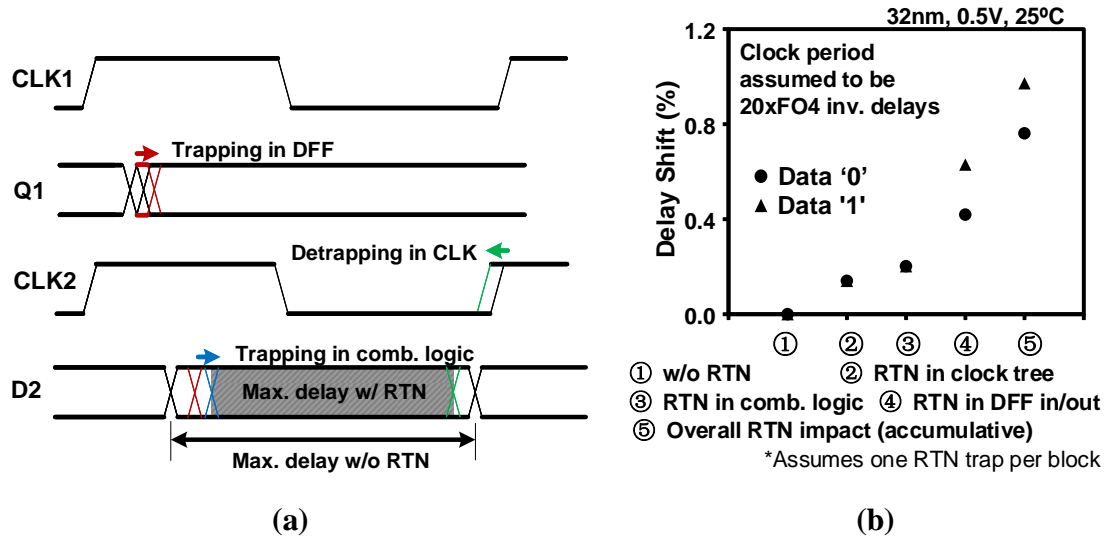 CLK1
Trapping in DFF
Q1
Detrapping in CLK
CLK2
Trapping in comb. logic
D2
Max. delay w/ RTN
Max. delay w/o RTN
(a)
32nm, 0.5V, 25ºC
Delay Shift (%)
1.2
0.8
0.4
0.0
Clock period
assumed to be
20xFO4 inv. delays
Data ‘0’
Data '1'
① ② ③ ④ ⑤
① w/o RTN ② RTN in clock tree
③ RTN in comb. logic ④ RTN in DFF in/out
⑤ Overall RTN impact (accumulative)
*Assumes one RTN trap per block
(b)